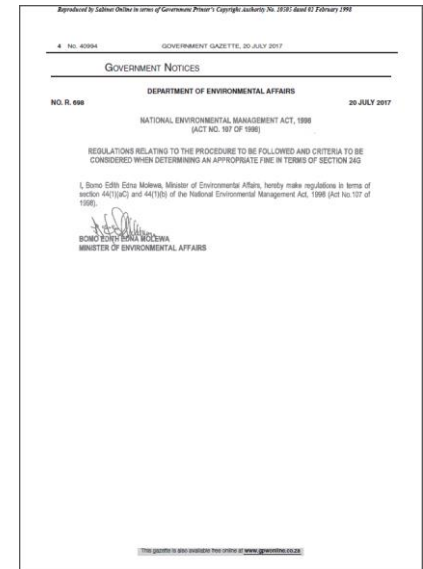 Reproduced by Sabinet Online in terms of Government Printer's Copyright Authority No. 10505 dated 02 February 1998
4 No. 40994 GOVERNMENT GAZETTE, 20 JULY 2017
GOVERNMENT NOTICES
DEPARTMENT OF ENVIRONMENTAL AFFAIRS
NO. R. 698 20 JULY 2017
NATIONAL ENVIRONMENTAL MANAGEMENT ACT, 1998
(ACT NO. 107 OF 1998)
REGULATIONS RELATING TO THE PROCEDURE TO BE FOLLOWED AND CRITERIA TO BE
CONSIDERED WHEN DETERMINING AN APPROPRIATE FINE IN TERMS OF SECTION 24G
I, Bomo Edith Edna Molewa, Minister of Environmental Affairs, hereby make regulations in terms of
section 44(1)(aC) and 44(1)(b) of the National Environmental Management Act, 1998 (Act No.107 of
1998).
BOMO EDITH EDNA MOLEWA
MINISTER OF ENVIRONMENTAL AFFAIRS
This gazette is also available free online at www.gpwonline.co.za